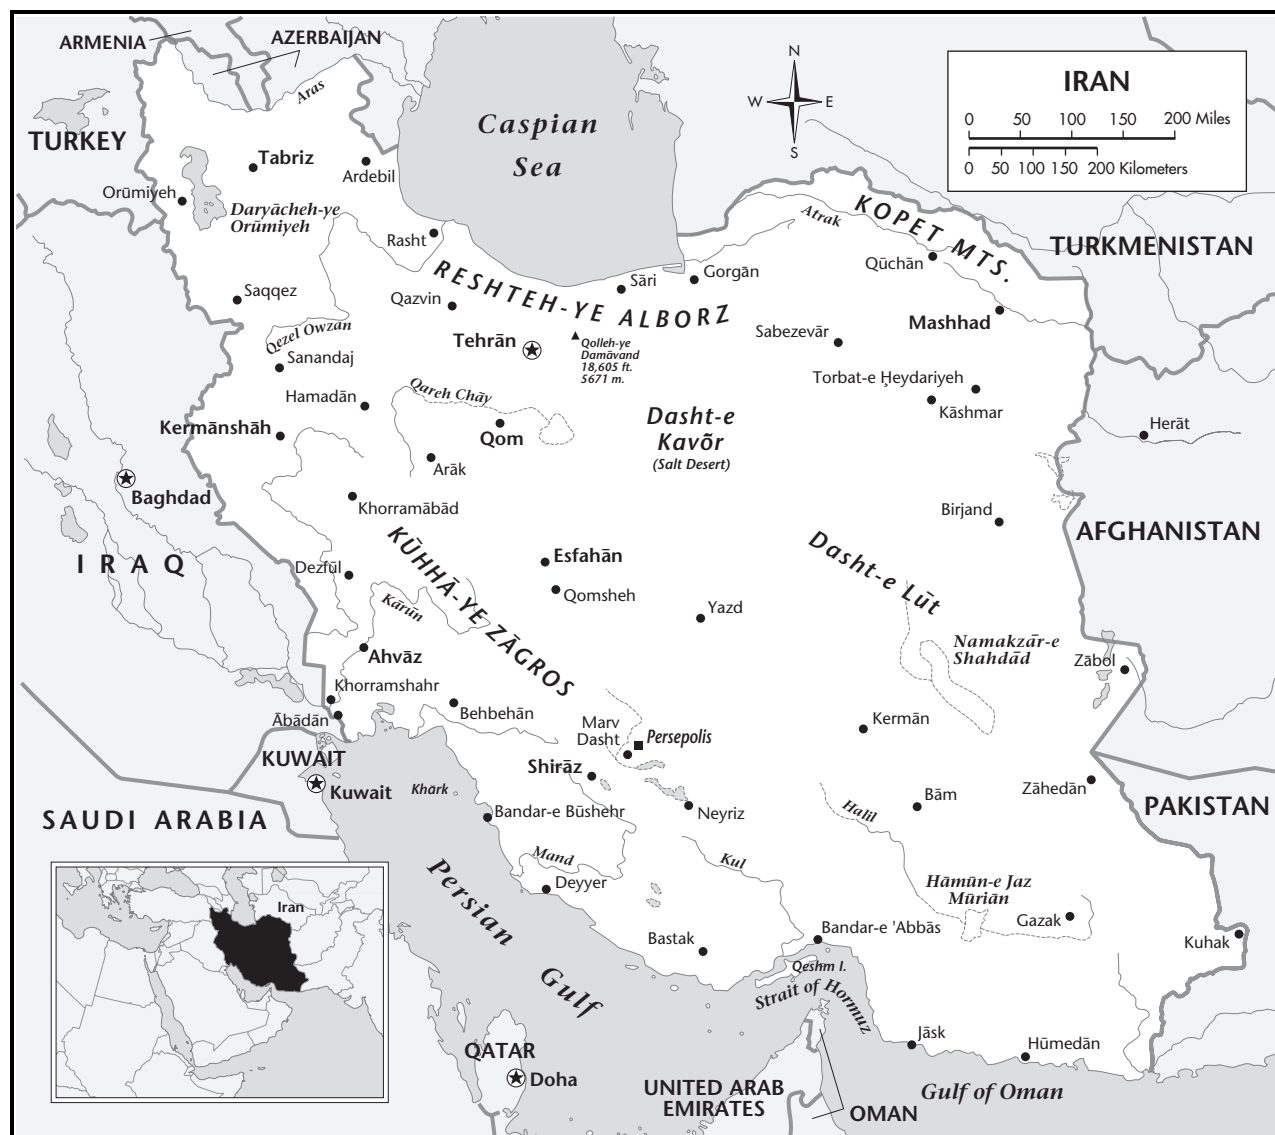 ARMENIA
AZERBAIJAN
TURKEY
Aras
Caspian
Sea
N
W
E
S
IRAN
0 50 100 150 200 Miles
0 50 100 150 200 Kilometers
Tabriz
Ardebil
Orūmiyeh
Daryācheh-ye
Orūmiyeh
Rasht
KOPET MTS.
Atrak
TURKMENISTAN
Qūchān
Sāri
Gorgān
RESHTEH-YE ALBORZ
Saqqez
Qazvin
Mashhad
Qezel Owzan
Tehrān
Qolleh-ye
Damāvand
18,605 ft.
5671 m.
Sabezevār
Sanandaj
Torbat-e Ḥeydariyeh
Hamadān
Qareh Chāy
Kāshmar
Dasht-e
Kavõr
(Salt Desert)
Herāt
Kermānshāh
Qom
Arāk
Baghdad
Khorramābād
Birjand
AFGHANISTAN
KŪHHĀ-YE ZĀGROS
Esfahān
Dasht-e Lūt
IRAQ
Dezfūl
Qomsheh
Kārūn
Yazd
Namakzār-e
Shahdād
Ahvāz
Zābol
Khorramshahr
Ābādān
Behbehān
Marv
Dasht
Persepolis
Kermān
KUWAIT
Kuwait
Shirāz
Khārk
Zāhedān
Bām
PAKISTAN
Bandar-e Būshehr
Neyriz
Halil
SAUDI ARABIA
Mand
Kul
Deyyer
Hāmūn-e Jaz
Mūriān
Gazak
Persian
Gulf
Iran
Bastak
Bandar-e 'Abbās
Kuhak
Qeshm I.
Strait of Hormuz
Jāsk
Hūmedān
QATAR
Doha
UNITED ARAB
EMIRATES
OMAN
Gulf of Oman